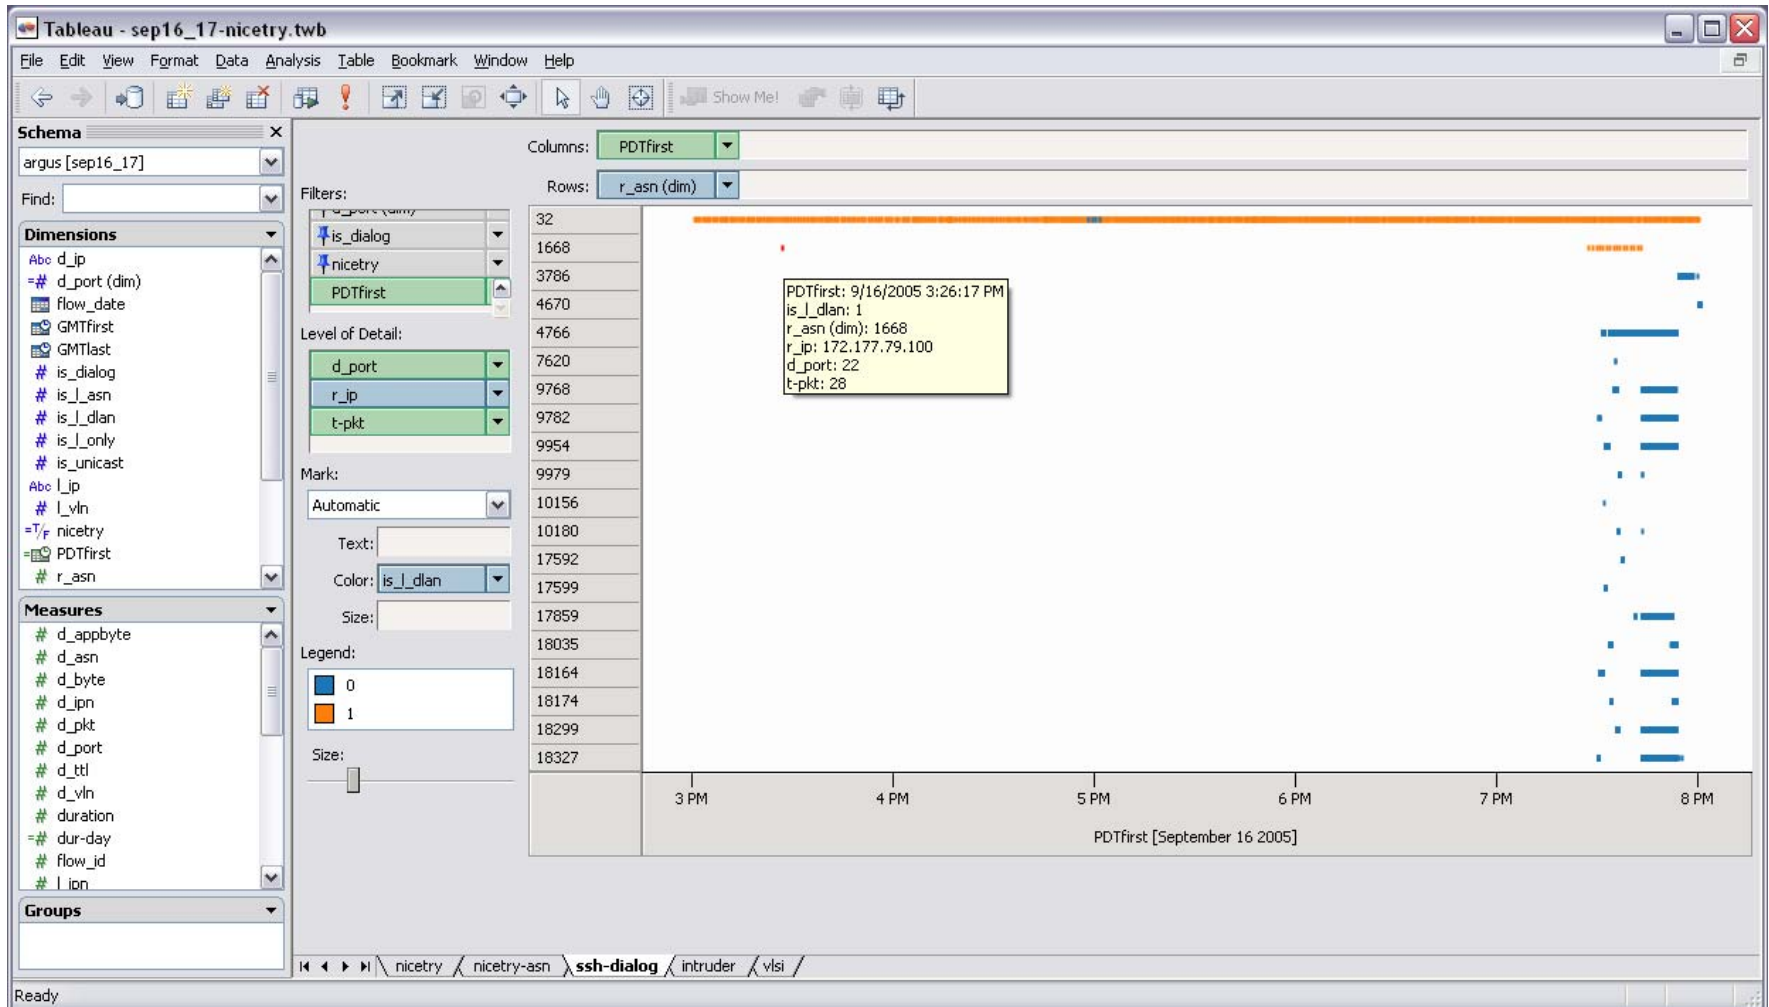 Tableau - sep16_17-nicetry.twb
File Edit View Format Data Analysis Table Bookmark Window Help
Show Me!
Schema
argus [sep16_17]
Find:
Dimensions
Abc d_ip
=# d_port (dim)
flow_date
GMTfirst
GMTlast
# is_dialog
# is_l_asn
# is_l_dlan
# is_l_only
# is_unicast
Abc l_ip
# l_vln
=T/F nicetry
PDTfirst
# r_asn
Measures
# d_appbyte
# d_asn
# d_byte
# d_ipn
# d_pkt
# d_port
# d_ttl
# d_vln
# duration
=# dur-day
# flow_id
# l_ipn
Groups
Filters:
d_port (dim)
is_dialog
nicetry
PDTfirst
Level of Detail:
d_port
r_ip
t-pkt
Mark:
Automatic
Text:
Color: is_l_dlan
Size:
Legend:
0
1
Size:
Columns: PDTfirst
Rows: r_asn (dim)
32
1668
3786
4670
4766
7620
9768
9782
9954
9979
10156
10180
17592
17599
17859
18035
18164
18174
18299
18327
PDTfirst: 9/16/2005 3:26:17 PM
is_l_dlan: 1
r_asn (dim): 1668
r_ip: 172.177.79.100
d_port: 22
t-pkt: 28
3 PM 4 PM 5 PM 6 PM 7 PM 8 PM
PDTfirst [September 16 2005]
nicetry nicetry-asn ssh-dialog intruder vlsi
Ready